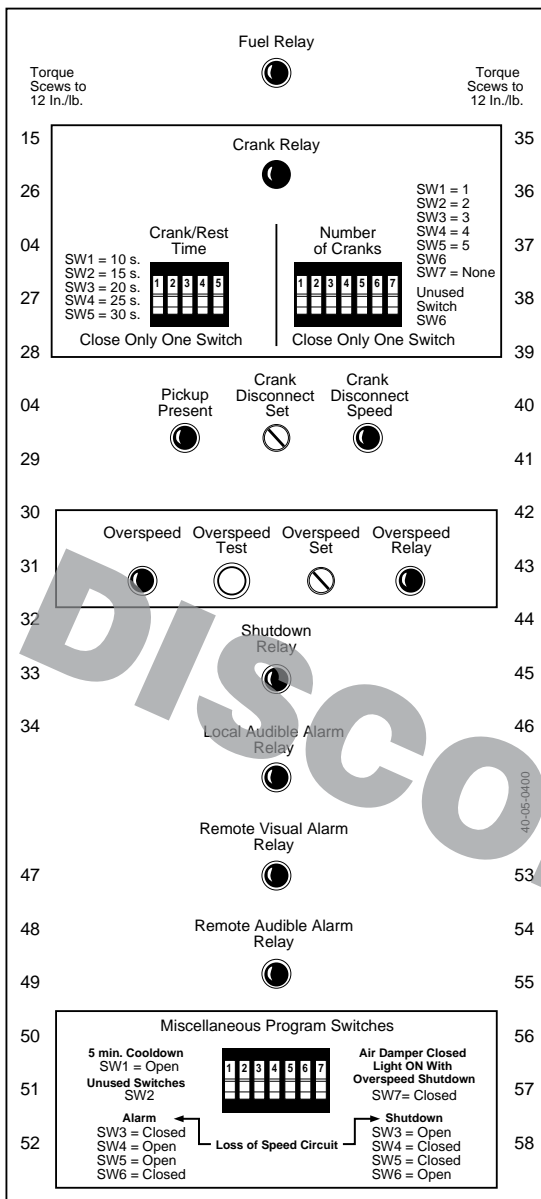 Fuel Relay
Torque
Scews to
12 In./lb.
Torque
Scews to
12 In./lb.
15
35
Crank Relay
26
36
SW1 = 1
SW2 = 2
SW3 = 3
SW4 = 4
SW5 = 5
SW6
SW7 = None
04
37
Crank/Rest
Time
Number
of Cranks
SW1 = 10 s.
SW2 = 15 s.
SW3 = 20 s.
SW4 = 25 s.
SW5 = 30 s.
1 2 3 4 5
1 2 3 4 5 6 7
Unused
Switch
SW6
27
38
Close Only One Switch
Close Only One Switch
28
39
04
40
Pickup
Present
Crank
Disconnect
Set
Crank
Disconnect
Speed
29
41
30
42
Overspeed
Overspeed
Test
Overspeed
Set
Overspeed
Relay
31
43
32
44
Shutdown
Relay
33
45
34
46
Local Audible Alarm
Relay
40-05-0400
Remote Visual Alarm
Relay
47
53
48
54
Remote Audible Alarm
Relay
49
55
50
56
Miscellaneous Program Switches
5 min. Cooldown
SW1 = Open
Unused Switches
SW2
1 2 3 4 5 6 7
Air Damper Closed
Light ON With
Overspeed Shutdown
SW7= Closed
51
57
Alarm
SW3 = Closed
SW4 = Open
SW5 = Open
SW6 = Closed
Loss of Speed Circuit
Shutdown
SW3 = Open
SW4 = Closed
SW5 = Closed
SW6 = Open
52
58
DISCO